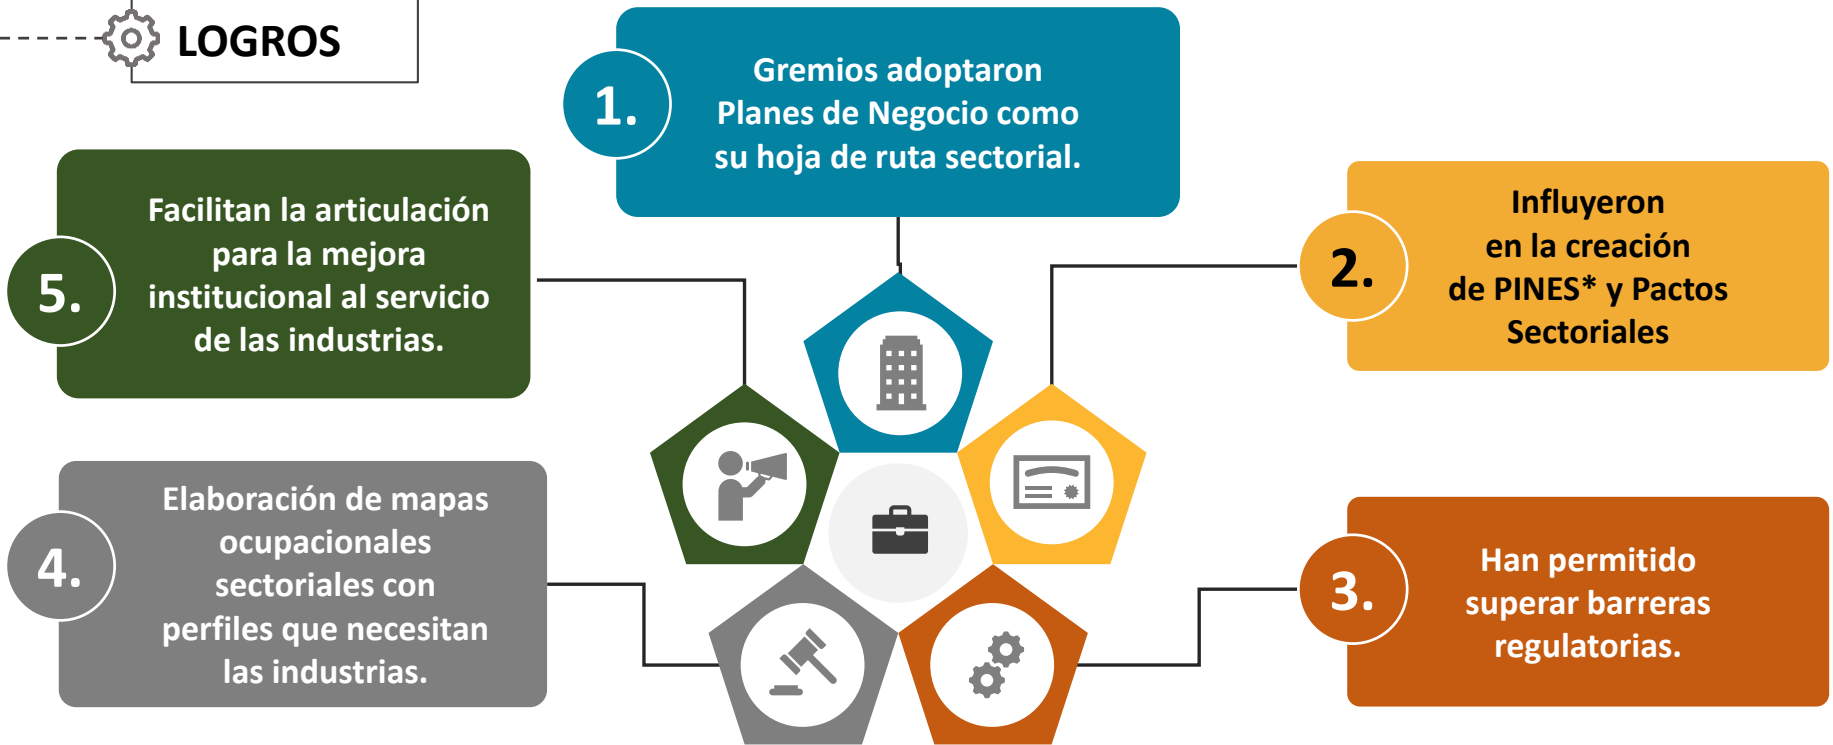 LOGROS
1.
Gremios adoptaron
Planes de Negocio como
su hoja de ruta sectorial.
2.
Influyeron
en la creación
de PINES* y Pactos
Sectoriales
3.
Han permitido
superar barreras
regulatorias.
4.
Elaboración de mapas
ocupacionales
sectoriales con
perfiles que necesitan
las industrias.
5.
Facilitan la articulación
para la mejora
institucional al servicio
de las industrias.